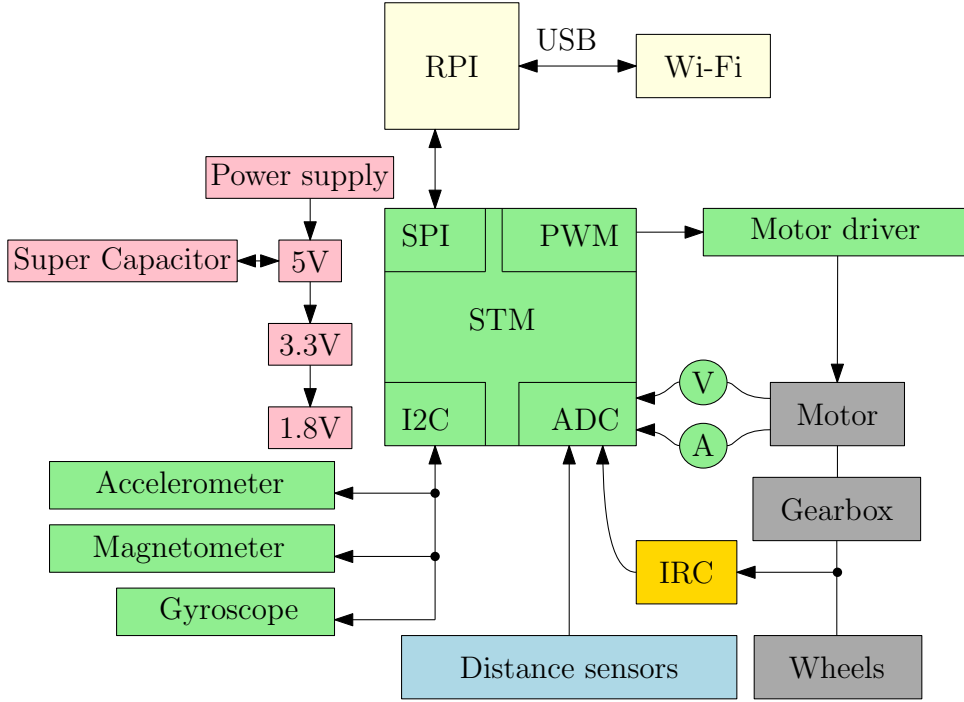 USB
RPI
Wi-Fi
Power supply
SPI
PWM
Motor driver
Super Capacitor
5V
STM
3.3V
V
Motor
1.8V
I2C
ADC
A
Accelerometer
Gearbox
Magnetometer
IRC
Gyroscope
Distance sensors
Wheels